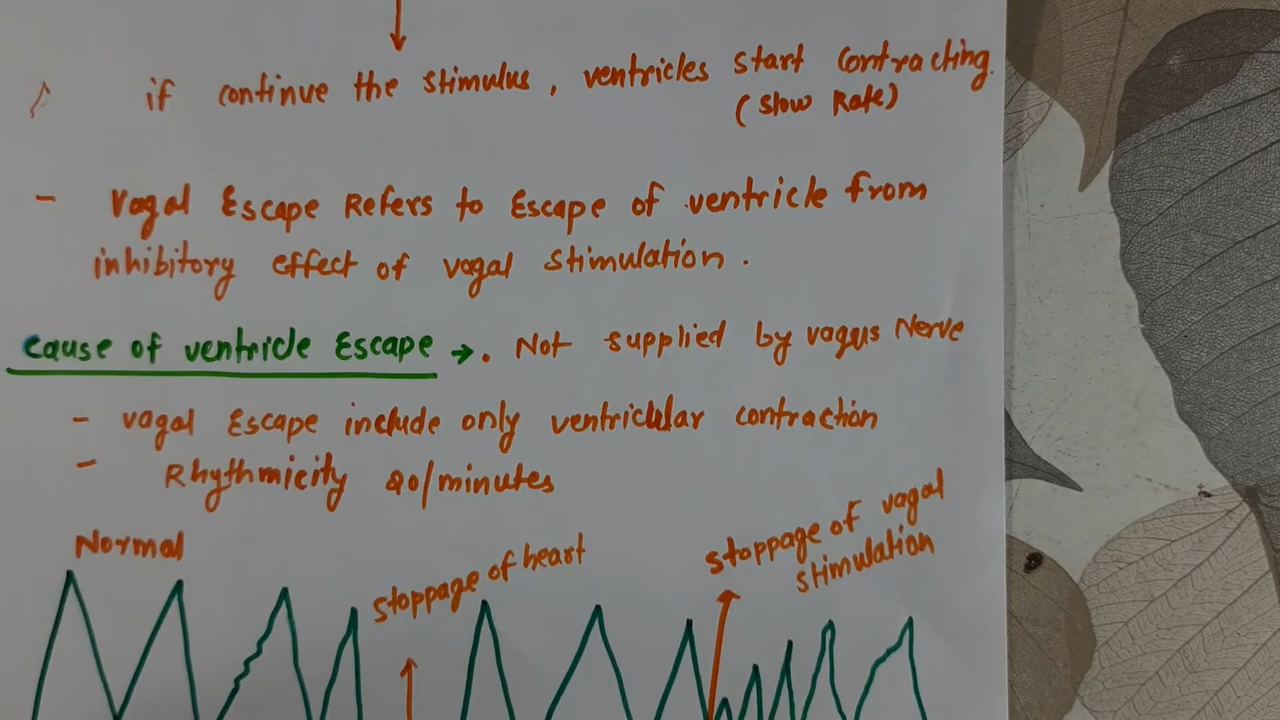 if continue the stimulus, ventricles start contracting.
(Slow Rate)
- Vagal Escape Refers to Escape of ventricle from
inhibitory effect of vagal stimulation.
Cause of ventricle Escape → . Not supplied by vagus Nerve
- vagal Escape include only ventricular contraction
- Rhythmicity 20/minutes
Normal
stoppage of heart
stoppage of vagal
stimulation